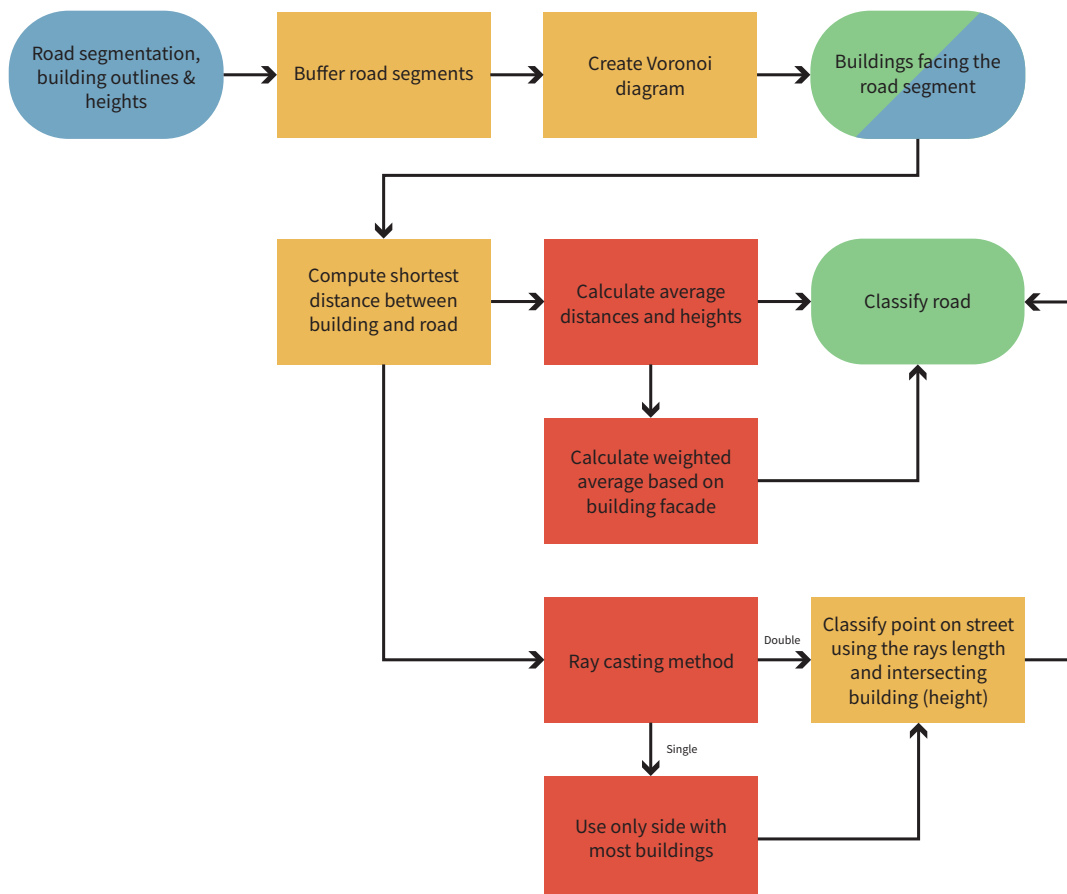 Road segmentation,
building outlines &
heights
Buffer road segments
Create Voronoi
diagram
Buildings facing the
road segment
Compute shortest
distance between
building and road
Calculate average
distances and heights
Classify road
Calculate weighted
average based on
building facade
Ray casting method
Double
Classify point on street
using the rays length
and intersecting
building (height)
Single
Use only side with
most buildings